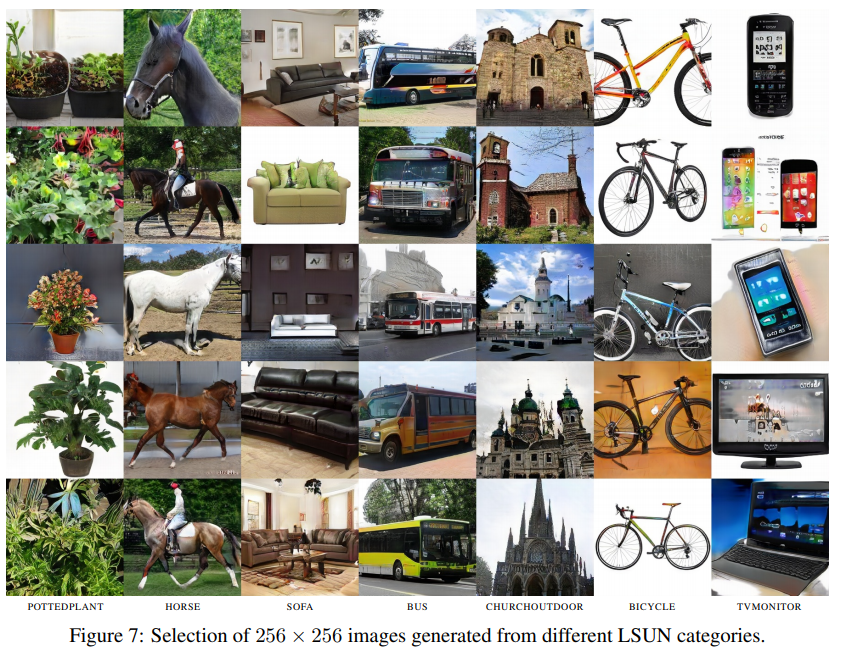 POTTEDPLANT HORSE SOFA BUS CHURCHOUTDOOR BICYCLE TVMONITOR
Figure 7: Selection of 256 × 256 images generated from different LSUN categories.